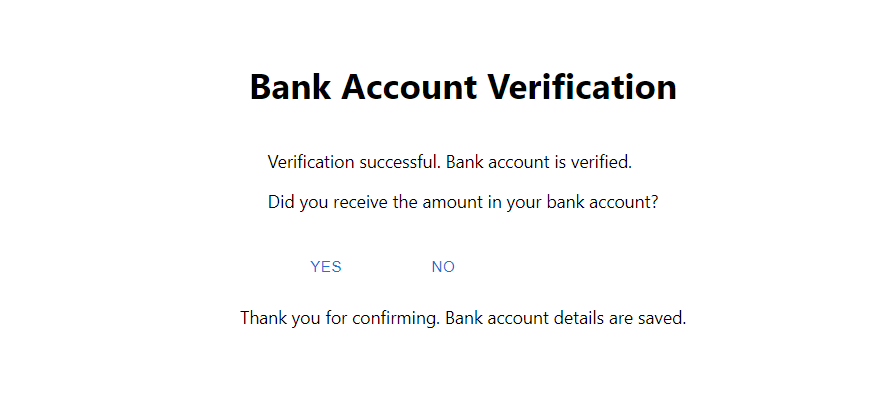 Bank Account Verification
Verification successful. Bank account is verified.
Did you receive the amount in your bank account?
YES NO
Thank you for confirming. Bank account details are saved.